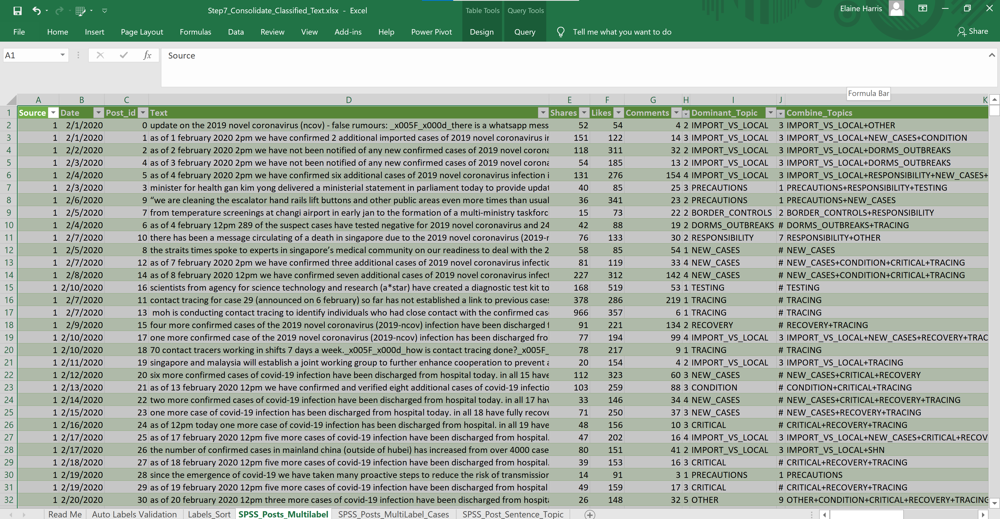 Step7_Consolidate_Classified_Text.xlsx - Excel Table Tools Query Tools Elaine Harris
File Home Insert Page Layout Formulas Data Review View Add-ins Help Power Pivot Design Query Tell me what you want to do Share
A1 fx Source
Formula Bar
A B C D E F G H I J K
1 Source Date Post_id Text Shares Likes Comments Dominant_Topic Combine_Topics
2 1 2/1/2020 0 update on the 2019 novel coronavirus (ncov) - false rumours: _x005F_x000d_there is a whatsapp mess 52 54 4 2 IMPORT_VS_LOCAL 3 IMPORT_VS_LOCAL+OTHER
3 1 2/1/2020 1 as of 1 february 2020 2pm we have confirmed 2 additional imported cases of 2019 novel coronavirus 151 122 14 3 IMPORT_VS_LOCAL 3 IMPORT_VS_LOCAL+NEW_CASES+CONDITION
4 1 2/2/2020 2 as of 2 february 2020 2pm we have not been notified of any new confirmed cases of 2019 novel corona 118 311 32 2 IMPORT_VS_LOCAL 3 IMPORT_VS_LOCAL+DORMS_OUTBREAKS
5 1 2/3/2020 4 as of 3 february 2020 2pm we have not been notified of any new confirmed cases of 2019 novel corona 54 185 13 2 IMPORT_VS_LOCAL 3 IMPORT_VS_LOCAL+DORMS_OUTBREAKS
6 1 2/4/2020 5 as of 4 february 2020 2pm we have confirmed six additional cases of 2019 novel coronavirus infection i 131 276 154 4 IMPORT_VS_LOCAL 3 IMPORT_VS_LOCAL+RESPONSIBILITY+NEW_CASES+
7 1 2/3/2020 3 minister for health gan kim yong delivered a ministerial statement in parliament today to provide updat 40 85 25 3 PRECAUTIONS 1 PRECAUTIONS+RESPONSIBILITY+TESTING
8 1 2/6/2020 9 “we are cleaning the escalator hand rails lift buttons and other public areas even more times than usual 36 341 23 2 PRECAUTIONS 1 PRECAUTIONS+NEW_CASES
9 1 2/5/2020 7 from temperature screenings at changi airport in early jan to the formation of a multi-ministry taskforc 15 73 22 2 BORDER_CONTROLS 2 BORDER_CONTROLS+RESPONSIBILITY
10 1 2/4/2020 6 as of 4 february 12pm 289 of the suspect cases have tested negative for 2019 novel coronavirus and 24 42 88 19 2 DORMS_OUTBREAKS # DORMS_OUTBREAKS+TRACING
11 1 2/7/2020 10 there has been a message circulating of a death in singapore due to the 2019 novel coronavirus (2019-r 76 133 30 2 RESPONSIBILITY 7 RESPONSIBILITY+OTHER
12 1 2/5/2020 8 the straits times spoke to experts in singapore’s medical community on our readiness to deal with the 2 58 85 54 1 NEW_CASES # NEW_CASES
13 1 2/7/2020 12 as of 7 february 2020 2pm we have confirmed three additional cases of 2019 novel coronavirus infectic 81 119 33 4 NEW_CASES # NEW_CASES+CONDITION+CRITICAL+TRACING
14 1 2/8/2020 14 as of 8 february 2020 12pm we have confirmed seven additional cases of 2019 novel coronavirus infect 227 312 142 4 NEW_CASES # NEW_CASES+CONDITION+CRITICAL+TRACING
15 1 2/10/2020 16 scientists from agency for science technology and research (a*star) have created a diagnostic test kit to 168 519 53 1 TESTING # TESTING
16 1 2/7/2020 11 contact tracing for case 29 (announced on 6 february) so far has not established a link to previous cases 378 286 219 1 TRACING # TRACING
17 1 2/7/2020 13 moh is conducting contact tracing to identify individuals who had close contact with the confirmed cas 966 357 6 1 TRACING # TRACING
18 1 2/9/2020 15 four more confirmed cases of the 2019 novel coronavirus (2019-ncov) infection have been discharged f 91 221 134 2 RECOVERY # RECOVERY+TRACING
19 1 2/10/2020 17 one more confirmed case of the 2019 novel coronavirus (2019-ncov) infection has been discharged fro 77 194 99 4 IMPORT_VS_LOCAL 3 IMPORT_VS_LOCAL+NEW_CASES+RECOVERY+TRAC
20 1 2/10/2020 18 70 contact tracers working in shifts 7 days a week._x005F_x000d_how is contact tracing done?_x005F_ 78 217 9 1 TRACING # TRACING
21 1 2/11/2020 19 singapore and malaysia will establish a joint working group to further enhance cooperation to prevent a 20 154 4 2 IMPORT_VS_LOCAL 3 IMPORT_VS_LOCAL+TRACING
22 1 2/12/2020 20 six more confirmed cases of covid-19 infection have been discharged from hospital today. in all 15 have 112 323 60 3 NEW_CASES # NEW_CASES+CRITICAL+RECOVERY
23 1 2/13/2020 21 as of 13 february 2020 12pm we have confirmed and verified eight additional cases of covid-19 infectio 103 259 88 3 CONDITION # CONDITION+CRITICAL+TRACING
24 1 2/14/2020 22 two more confirmed cases of covid-19 infection have been discharged from hospital today. in all 17 hav 33 146 34 4 NEW_CASES # NEW_CASES+CRITICAL+RECOVERY+TRACING
25 1 2/15/2020 23 one more case of covid-19 infection has been discharged from hospital today. in all 18 have fully recove 71 250 37 3 NEW_CASES # NEW_CASES+RECOVERY+TRACING
26 1 2/16/2020 24 as of 12pm today one more case of covid-19 infection has been discharged from hospital. in all 19 have 48 156 10 3 CRITICAL # CRITICAL+RECOVERY+TRACING
27 1 2/17/2020 25 as of 17 february 2020 12pm five more cases of covid-19 infection have been discharged from hospital. 47 202 16 4 IMPORT_VS_LOCAL 3 IMPORT_VS_LOCAL+NEW_CASES+CRITICAL+RECOV
28 1 2/17/2020 26 the number of confirmed cases in mainland china (outside of hubei) has increased from over 4000 case 80 151 41 2 IMPORT_VS_LOCAL 3 IMPORT_VS_LOCAL+SHN
29 1 2/18/2020 27 as of 18 february 2020 12pm five more cases of covid-19 infection have been discharged from hospital. 39 153 16 3 CRITICAL # CRITICAL+RECOVERY+TRACING
30 1 2/19/2020 28 since the emergence of covid-19 we have taken many proactive steps to reduce the risk of transmission 14 91 3 1 PRECAUTIONS 1 PRECAUTIONS
31 1 2/19/2020 29 as of 19 february 2020 12pm five more cases of covid-19 infection have been discharged from hospital 49 159 17 3 CRITICAL # CRITICAL+RECOVERY+TRACING
32 1 2/20/2020 30 as of 20 february 2020 12pm three more cases of covid-19 infection have been discharged from hospita 26 148 32 5 OTHER 9 OTHER+CONDITION+CRITICAL+RECOVERY+TRACING
Read Me Auto Labels Validation Labels_Sort SPSS_Posts_Multilabel SPSS_Posts_MultiLabel_Cases SPSS_Post_Sentence_Topic